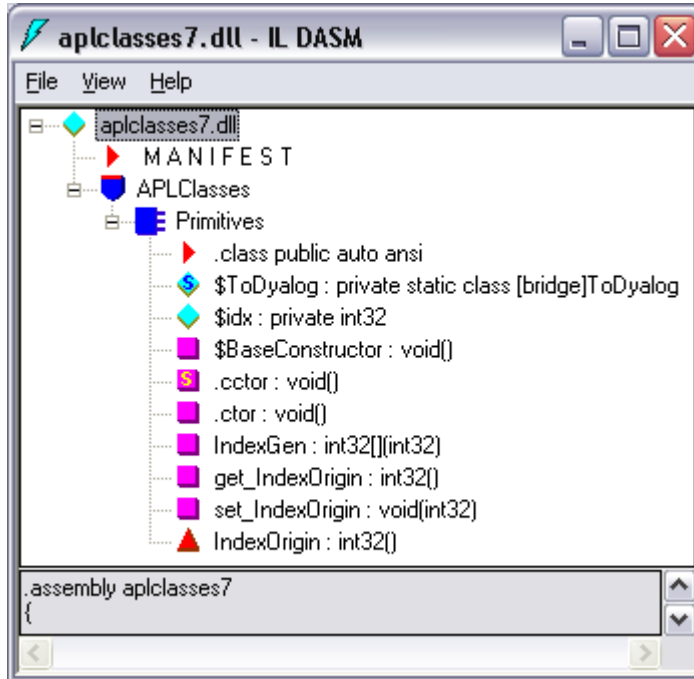 aplclasses7.dll - IL DASM
File View Help
aplclasses7.dll
M A N I F E S T
APLClasses
Primitives
.class public auto ansi
$ToDyalog : private static class [bridge]ToDyalog
$idx : private int32
$BaseConstructor : void()
.cctor : void()
.ctor : void()
IndexGen : int32[](int32)
get_IndexOrigin : int32()
set_IndexOrigin : void(int32)
IndexOrigin : int32()
.assembly aplclasses7
{